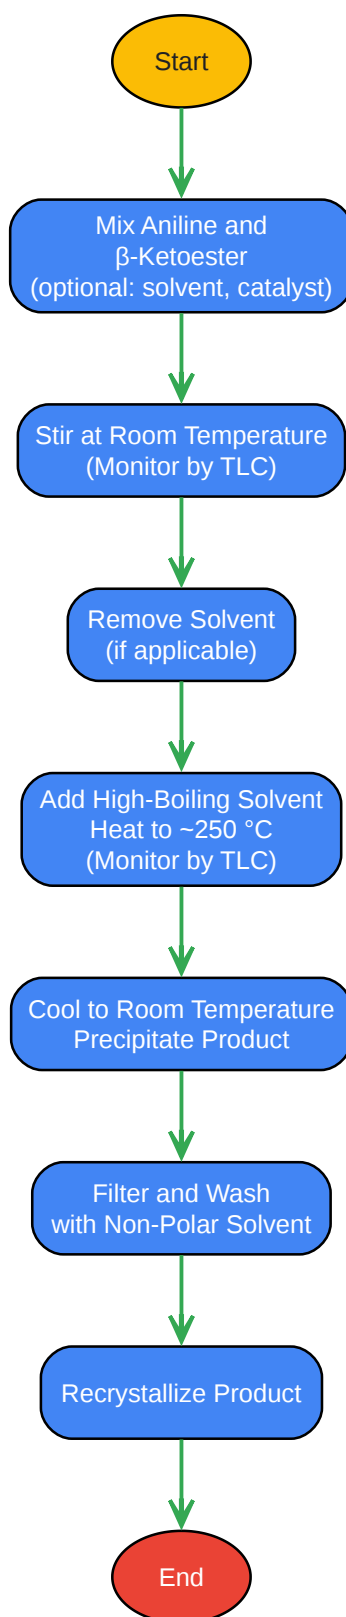 Start
Mix Aniline and
β-Ketoester
(optional: solvent, catalyst)
Stir at Room Temperature
(Monitor by TLC)
Remove Solvent
(if applicable)
Add High-Boiling Solvent
Heat to ~250 °C
(Monitor by TLC)
Cool to Room Temperature
Precipitate Product
Filter and Wash
with Non-Polar Solvent
Recrystallize Product
End